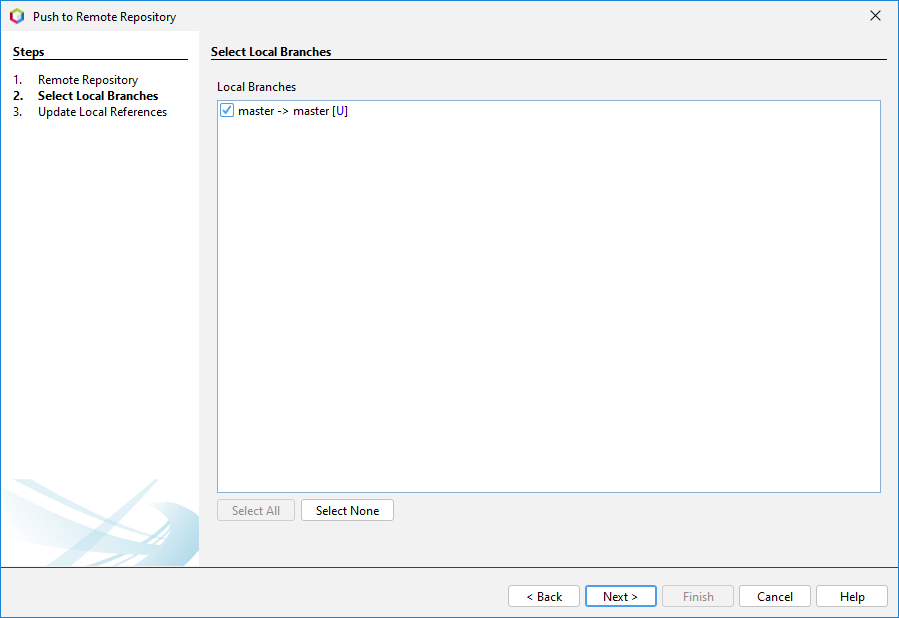 Push to Remote Repository
Steps
1. Remote Repository
2. Select Local Branches
3. Update Local References
Select Local Branches
Local Branches
master -> master [U]
Select All
Select None
< Back
Next >
Finish
Cancel
Help